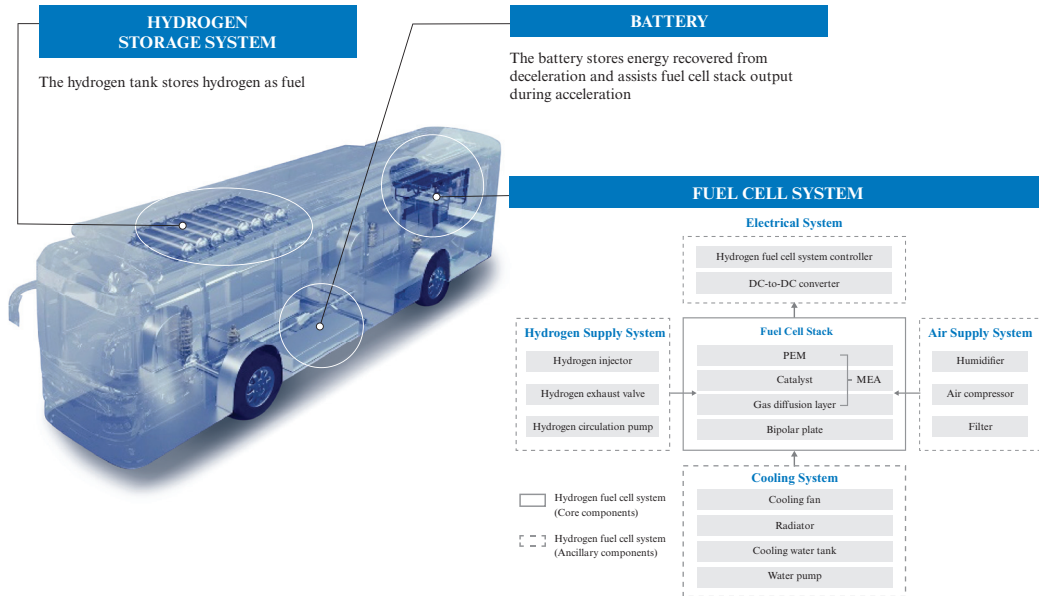 HYDROGEN
STORAGE SYSTEM
The hydrogen tank stores hydrogen as fuel
BATTERY
The battery stores energy recovered from
deceleration and assists fuel cell stack output
during acceleration
FUEL CELL SYSTEM
Electrical System
Hydrogen fuel cell system controller
DC-to-DC converter
Hydrogen Supply System
Hydrogen injector
Hydrogen exhaust valve
Hydrogen circulation pump
Fuel Cell Stack
PEM
Catalyst
MEA
Gas diffusion layer
Bipolar plate
Air Supply System
Humidifier
Air compressor
Filter
Cooling System
Cooling fan
Radiator
Cooling water tank
Water pump
Hydrogen fuel cell system
(Core components)
Hydrogen fuel cell system
(Ancillary components)